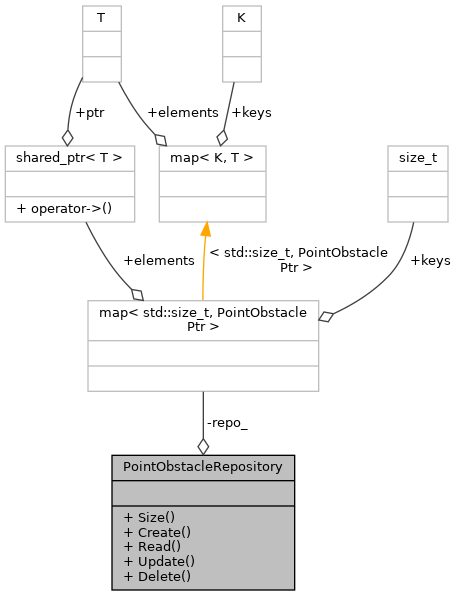 T
K
+ptr
+elements
+keys
shared_ptr< T >
+ operator->()
map< K, T >
size_t
+elements
< std::size_t, PointObstacle
Ptr >
+keys
map< std::size_t, PointObstacle
Ptr >
-repo_
PointObstacleRepository
+ Size()
+ Create()
+ Read()
+ Update()
+ Delete()